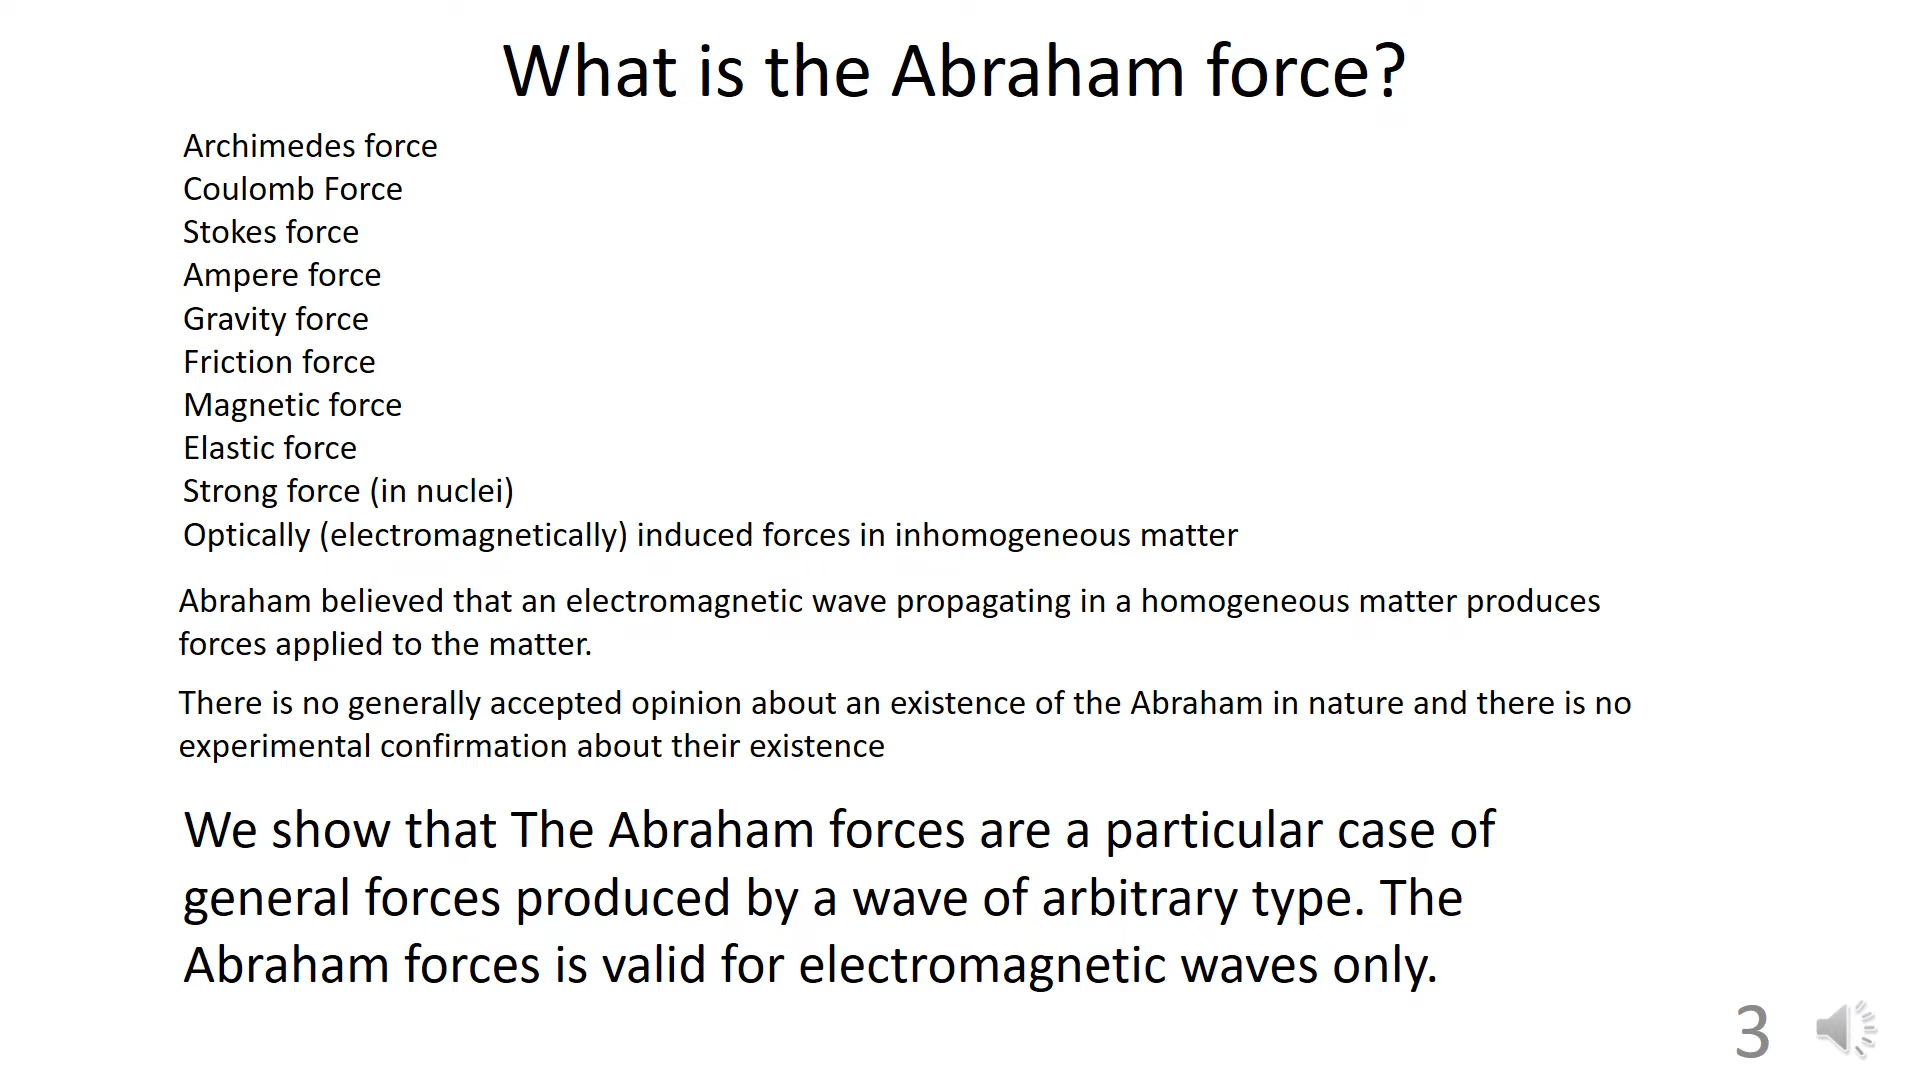 What is the Abraham force?
Archimedes force
Coulomb Force
Stokes force
Ampere force
Gravity force
Friction force
Magnetic force
Elastic force
Strong force (in nuclei)
Optically (electromagnetically) induced forces in inhomogeneous matter
Abraham believed that an electromagnetic wave propagating in a homogeneous matter produces
forces applied to the matter.
There is no generally accepted opinion about an existence of the Abraham in nature and there is no
experimental confirmation about their existence
We show that The Abraham forces are a particular case of
general forces produced by a wave of arbitrary type. The
Abraham forces is valid for electromagnetic waves only.
3